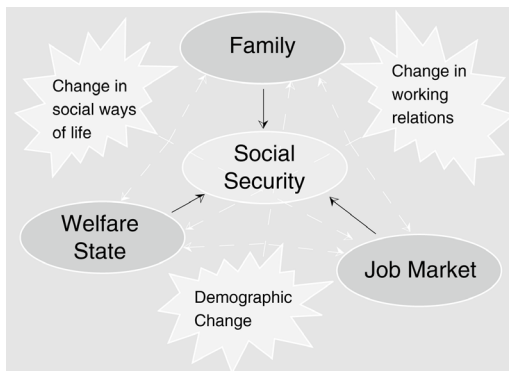 Family
Change in
social ways
of life
Change in
working
relations
Social
Security
Welfare
State
Job Market
Demographic
Change